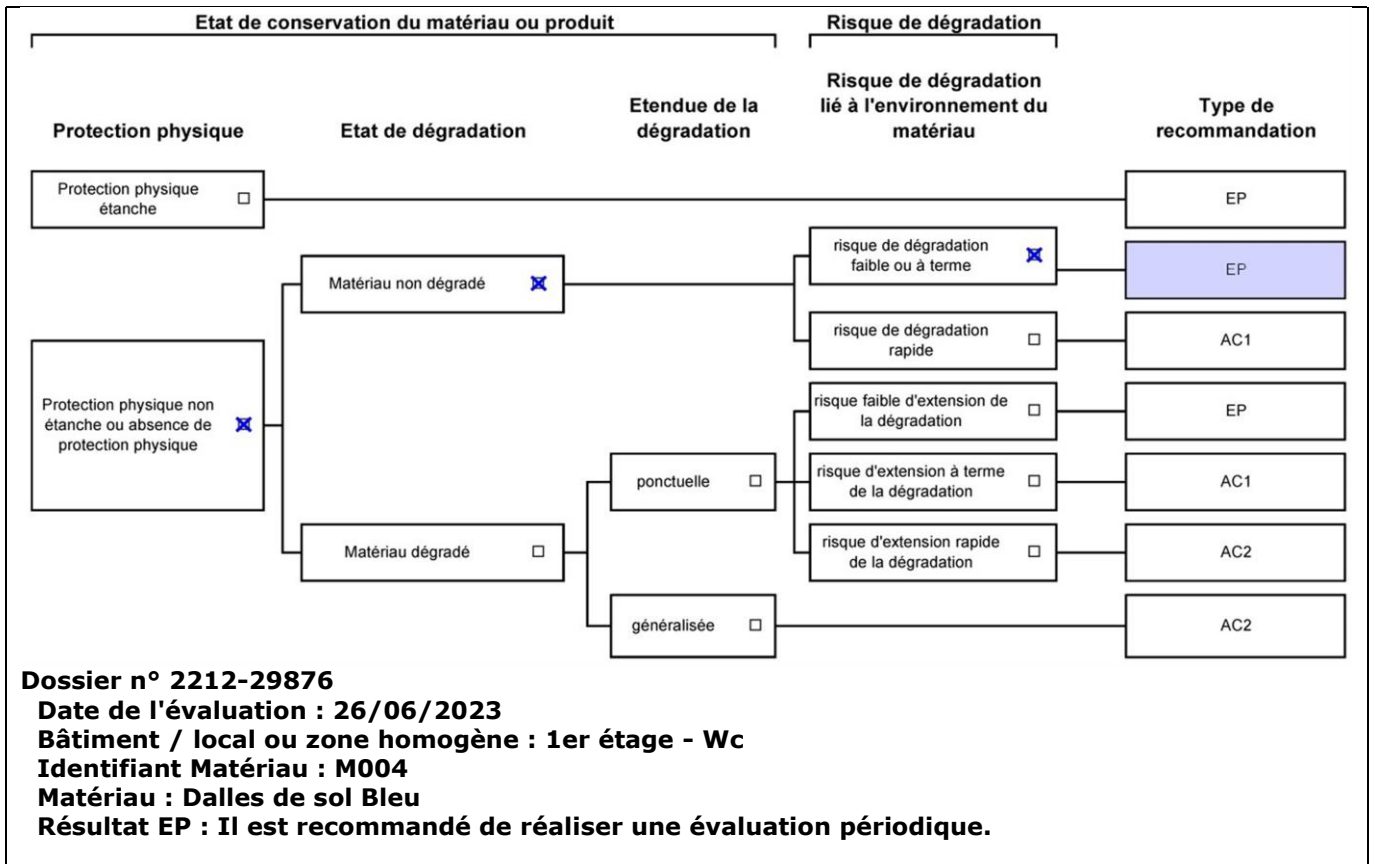 Etat de conservation du matériau ou produit
Risque de dégradation
Protection physique
Etat de dégradation
Etendue de la
dégradation
Risque de dégradation
lié à l'environnement du
matériau
Type de
recommandation
Protection physique
étanche
EP
risque de dégradation
faible ou à terme
EP
Matériau non dégradé
risque de dégradation
rapide
AC1
Protection physique non
étanche ou absence de
protection physique
risque faible d'extension de
la dégradation
EP
ponctuelle
risque d'extension à terme
de la dégradation
AC1
Matériau dégradé
risque d'extension rapide
de la dégradation
AC2
généralisée
AC2
Dossier n° 2212-29876
Date de l'évaluation : 26/06/2023
Bâtiment / local ou zone homogène : 1er étage - Wc
Identifiant Matériau : M004
Matériau : Dalles de sol Bleu
Résultat EP : Il est recommandé de réaliser une évaluation périodique.